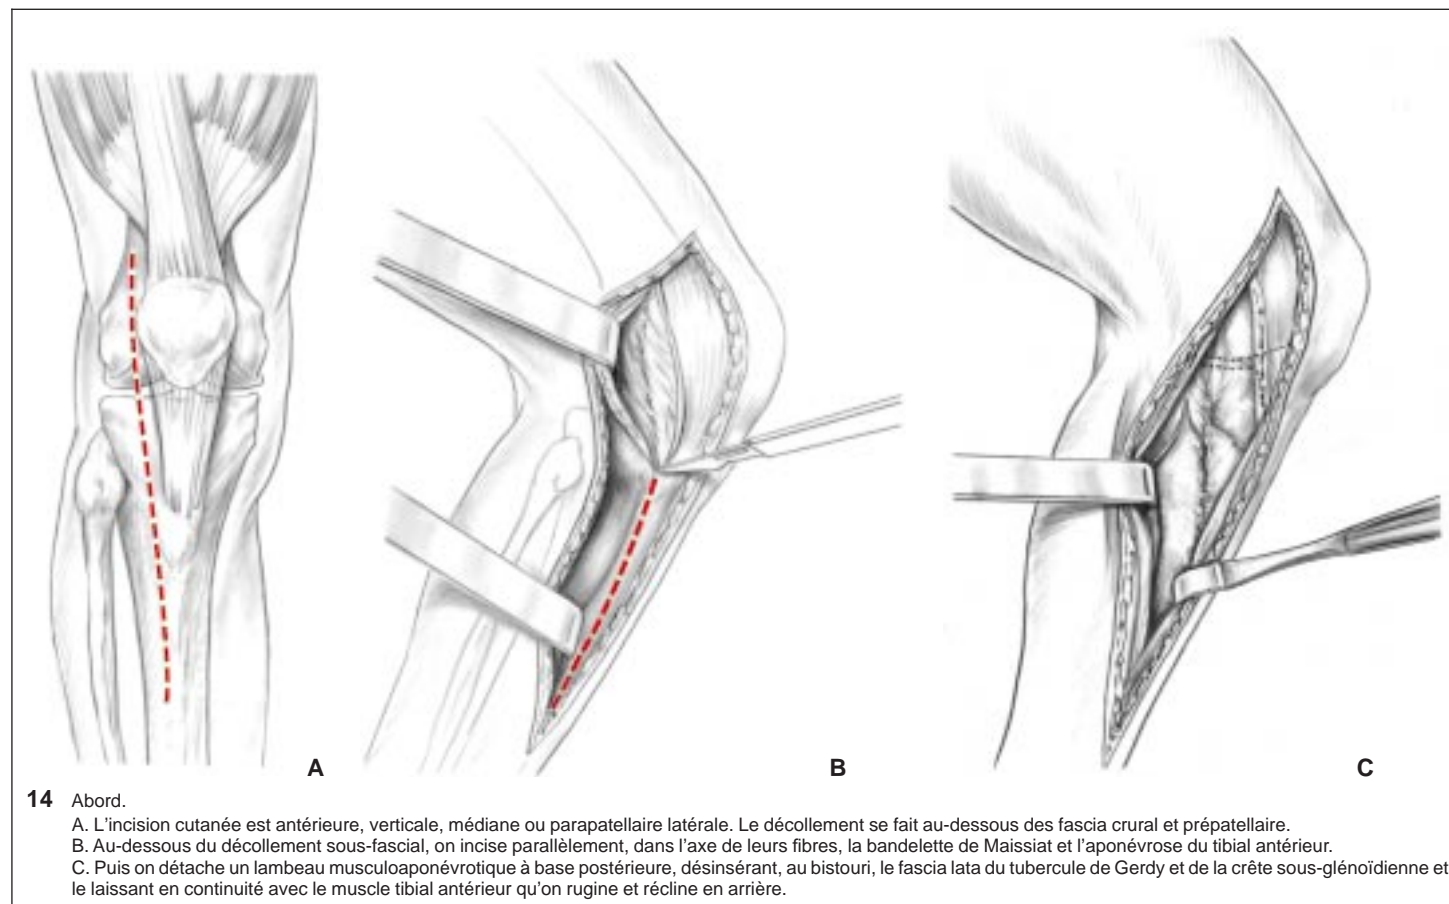 A
B
C
14 Abord.
A. L'incision cutanée est antérieure, verticale, médiane ou parapatellaire latérale. Le décollement se fait au-dessous des fascia crural et prépatellaire.
B. Au-dessous du décollement sous-fascial, on incise parallèlement, dans l'axe de leurs fibres, la bandelette de Maissiat et l'aponévrose du tibial antérieur.
C. Puis on détache un lambeau musculoaponévrotique à base postérieure, désinsérant, au bistouri, le fascia lata du tubercule de Gerdy et de la crête sous-glénoïdienne et
le laissant en continuité avec le muscle tibial antérieur qu'on rugine et récline en arrière.